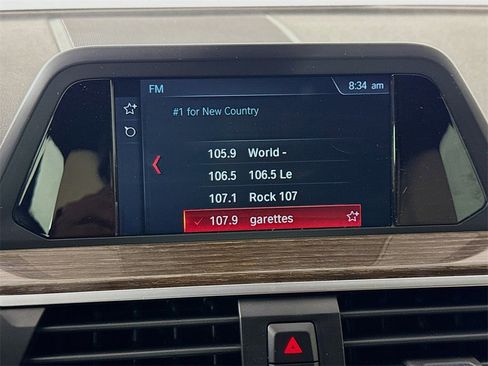 FM
8:34 am
#1 for New Country
105.9 World -
106.5 106.5 Le
107.1 Rock 107
107.9 garettes